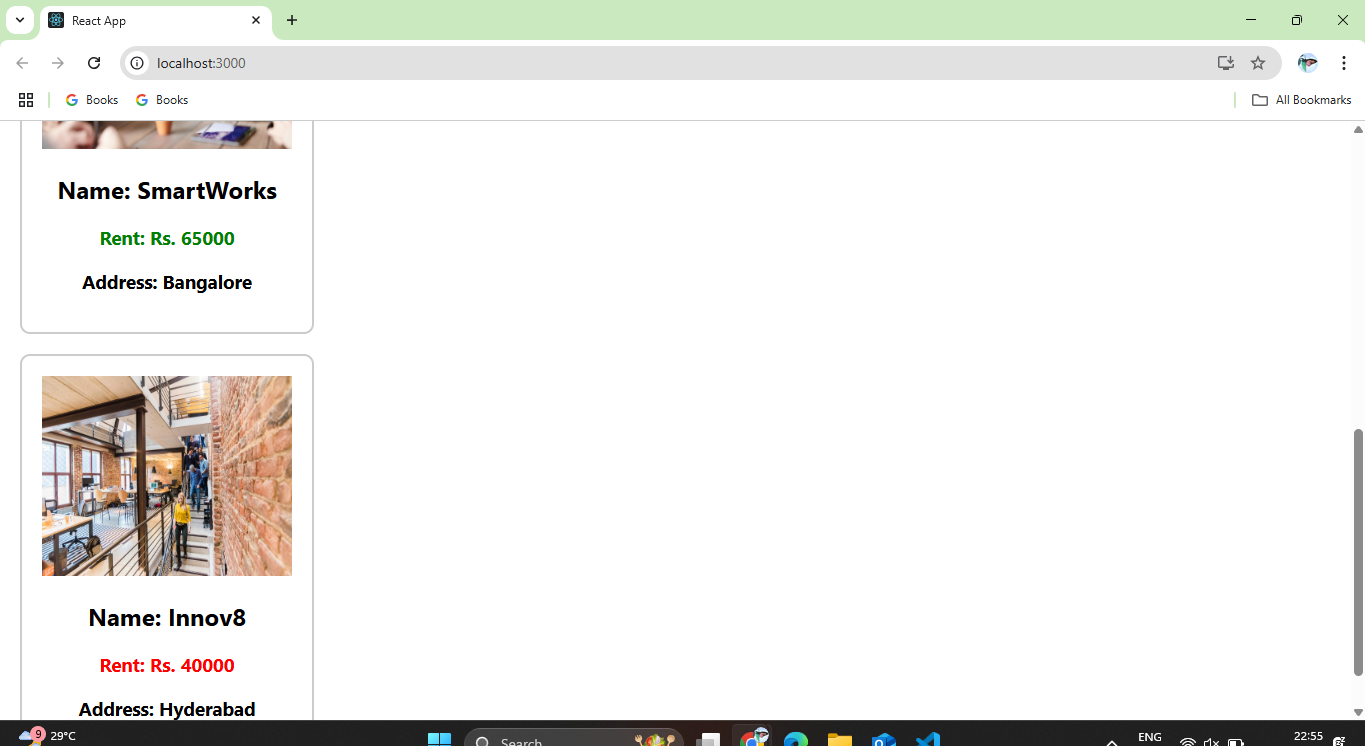 React App
localhost:3000
Books Books All Bookmarks
Name: SmartWorks
Rent: Rs. 65000
Address: Bangalore
Name: Innov8
Rent: Rs. 40000
Address: Hyderabad
9 29°C Search ENG 22:55